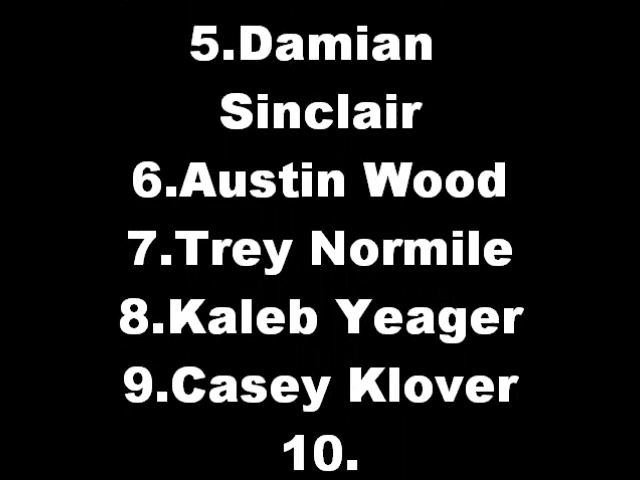 5.Damian
Sinclair
6.Austin Wood
7.Trey Normile
8.Kaleb Yeager
9.Casey Klover
10.